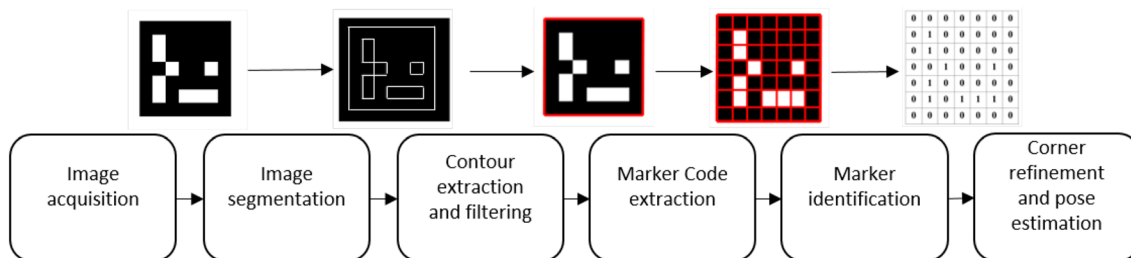 0 0 0 0 0 0 0
0 1 0 0 0 0 0
0 1 0 0 0 0 0
0 0 1 0 0 1 0
0 1 0 0 0 0 0
0 1 0 1 1 1 0
0 0 0 0 0 0 0
Image
acquisition
Image
segmentation
Contour
extraction
and filtering
Marker Code
extraction
Marker
identification
Corner
refinement
and pose
estimation